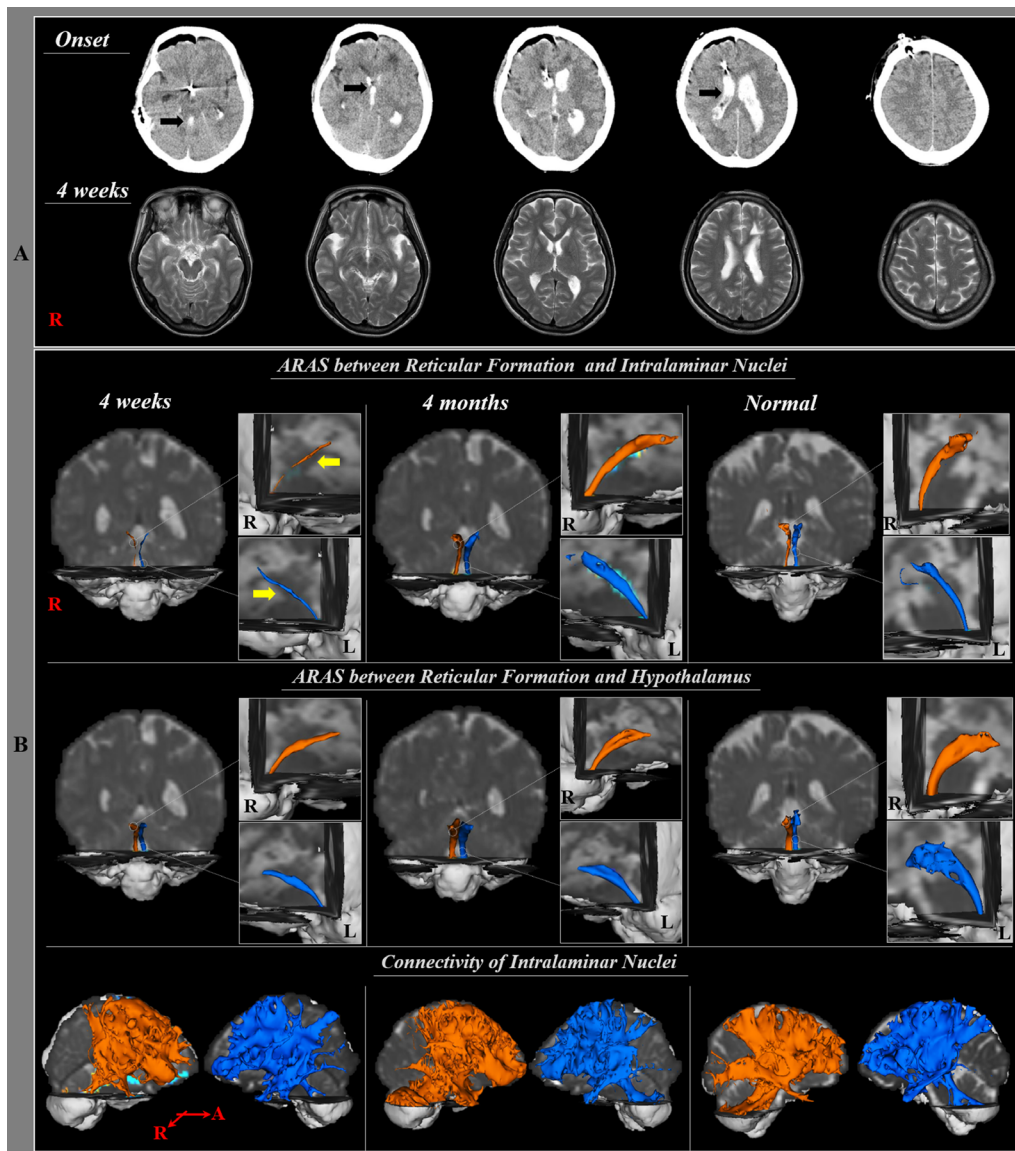 Onset
4 weeks
A
R
ARAS between Reticular Formation and Intralaminar Nuclei
4 weeks
4 months
Normal
R
R
R
R
L
L
L
ARAS between Reticular Formation and Hypothalamus
B
R
R
R
L
L
L
Connectivity of Intralaminar Nuclei
A
R